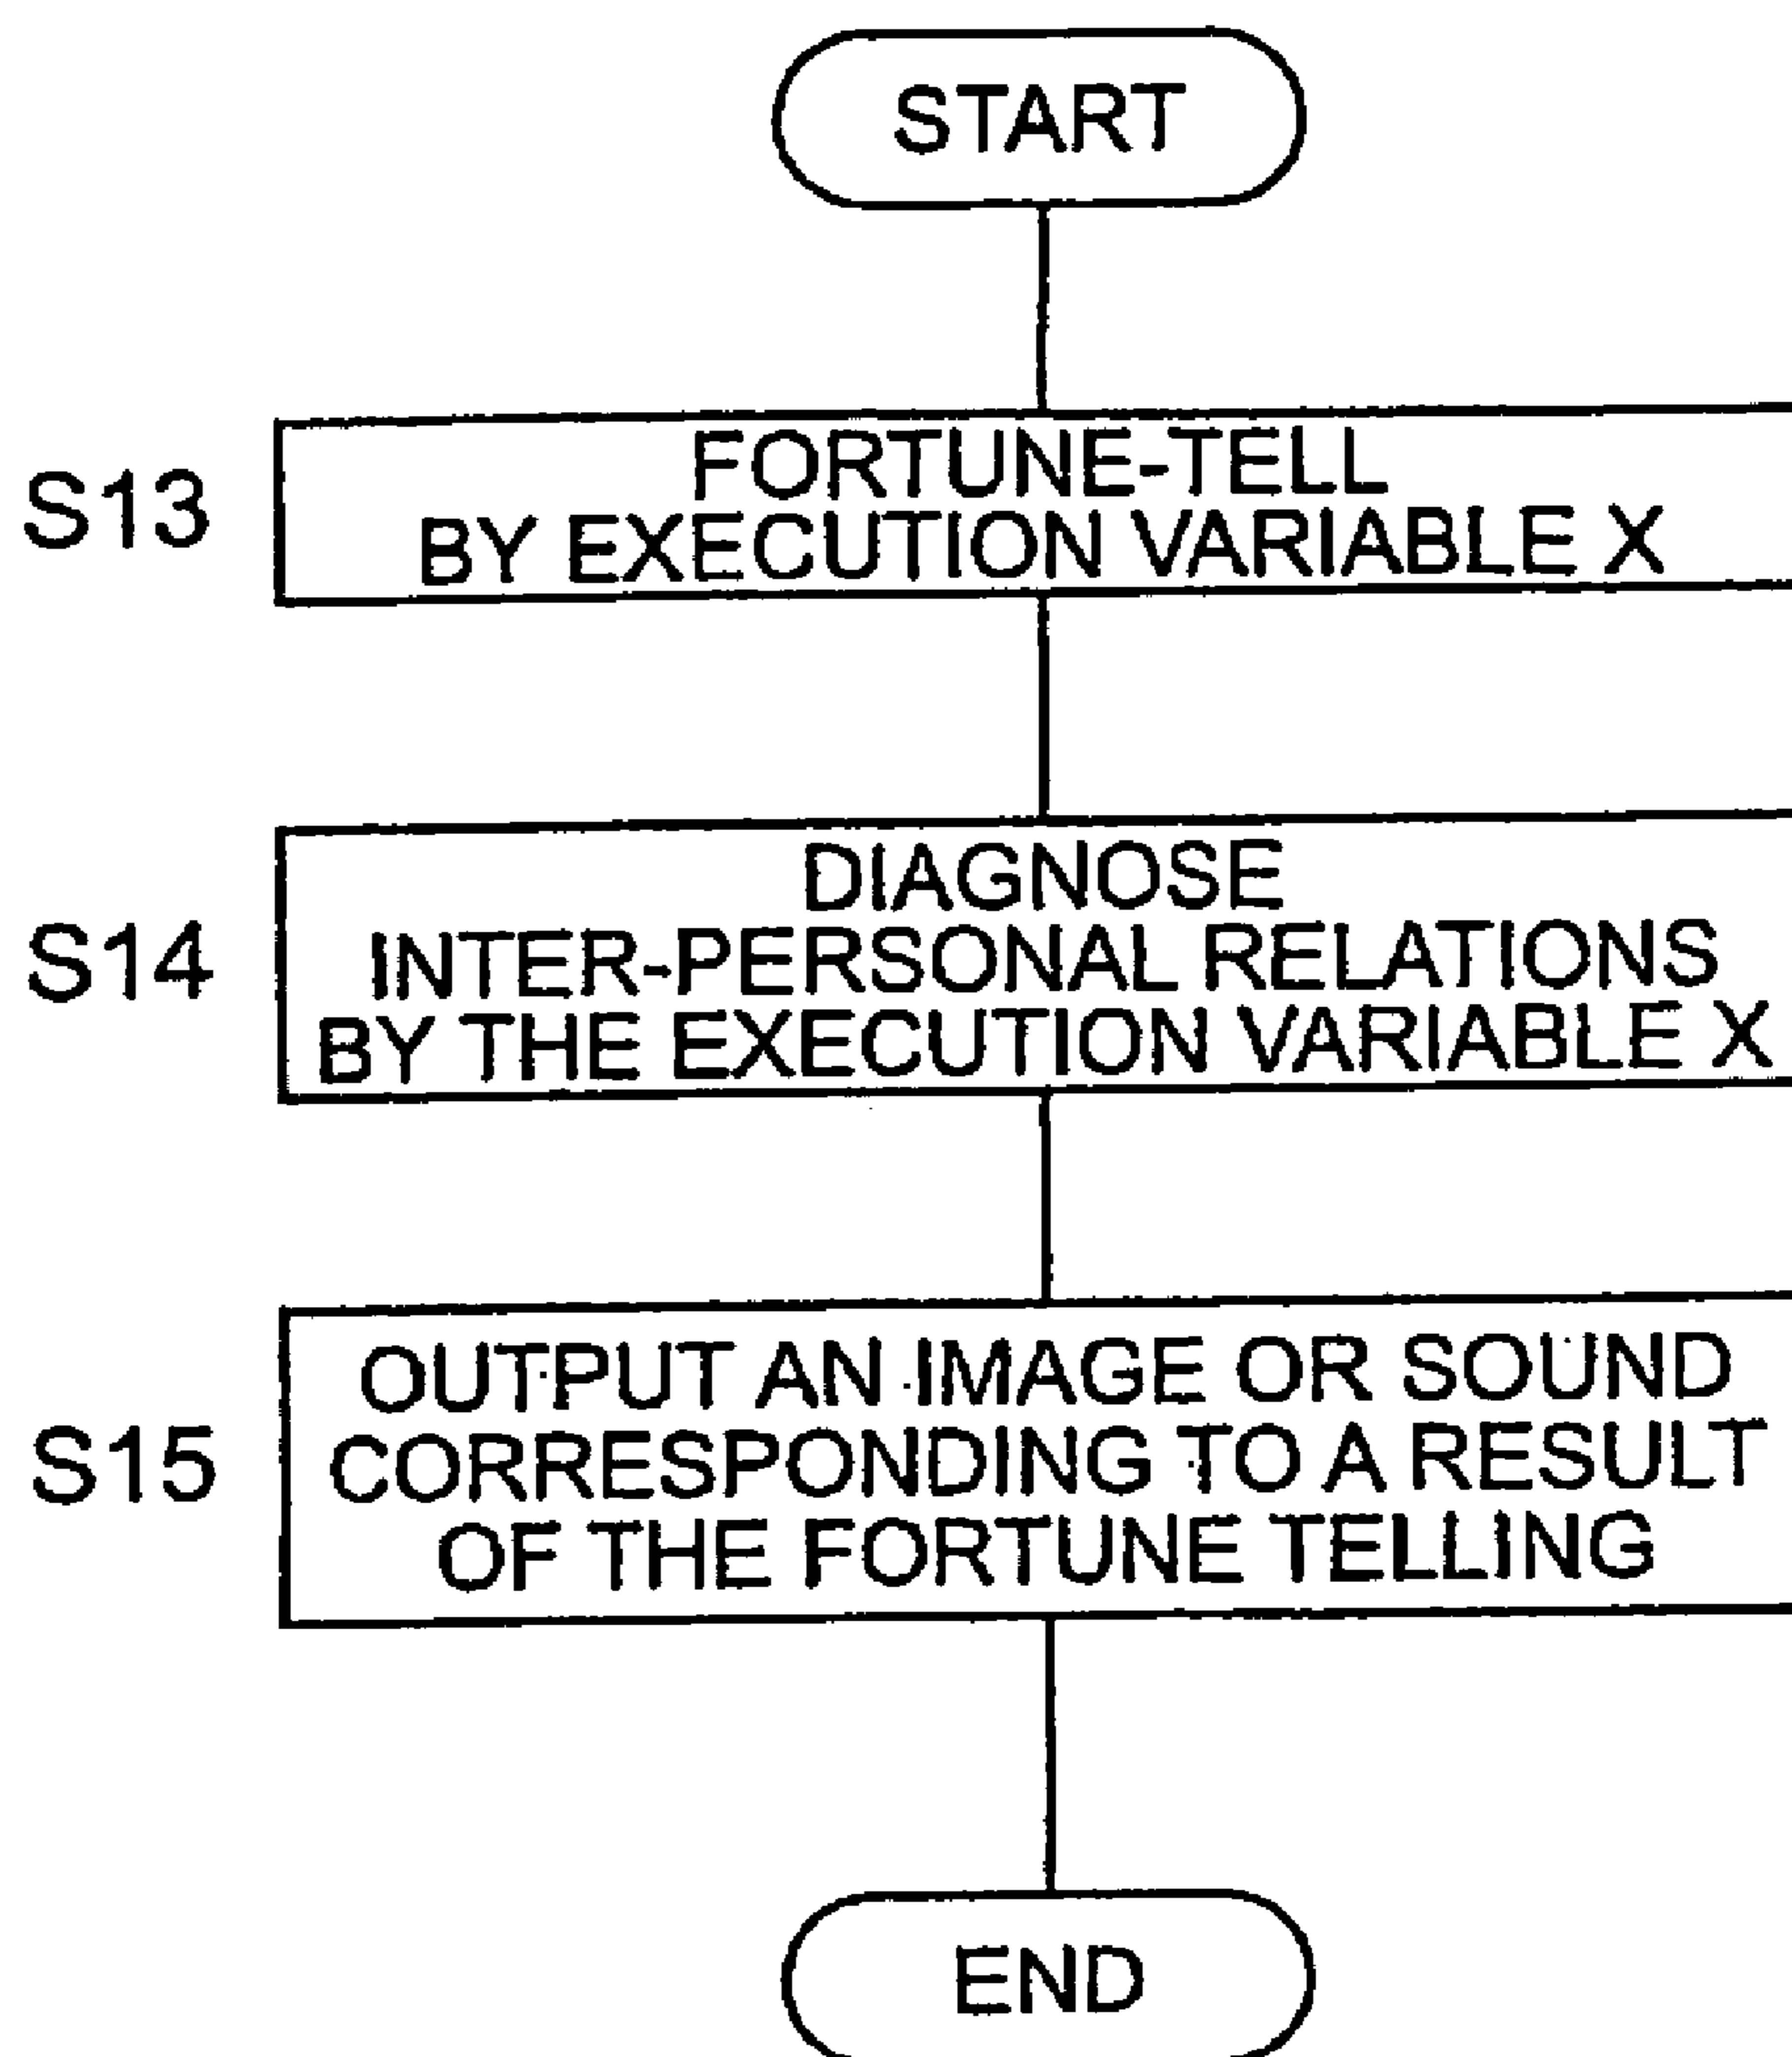 START
S13
FORTUNE-TELL
BY EXECUTION VARIABLE X
S14
DIAGNOSE
INTER-PERSONAL RELATIONS
BY THE EXECUTION VARIABLE X
S15
OUTPUT AN IMAGE OR SOUND
CORRESPONDING TO A RESULT
OF THE FORTUNE TELLING
END